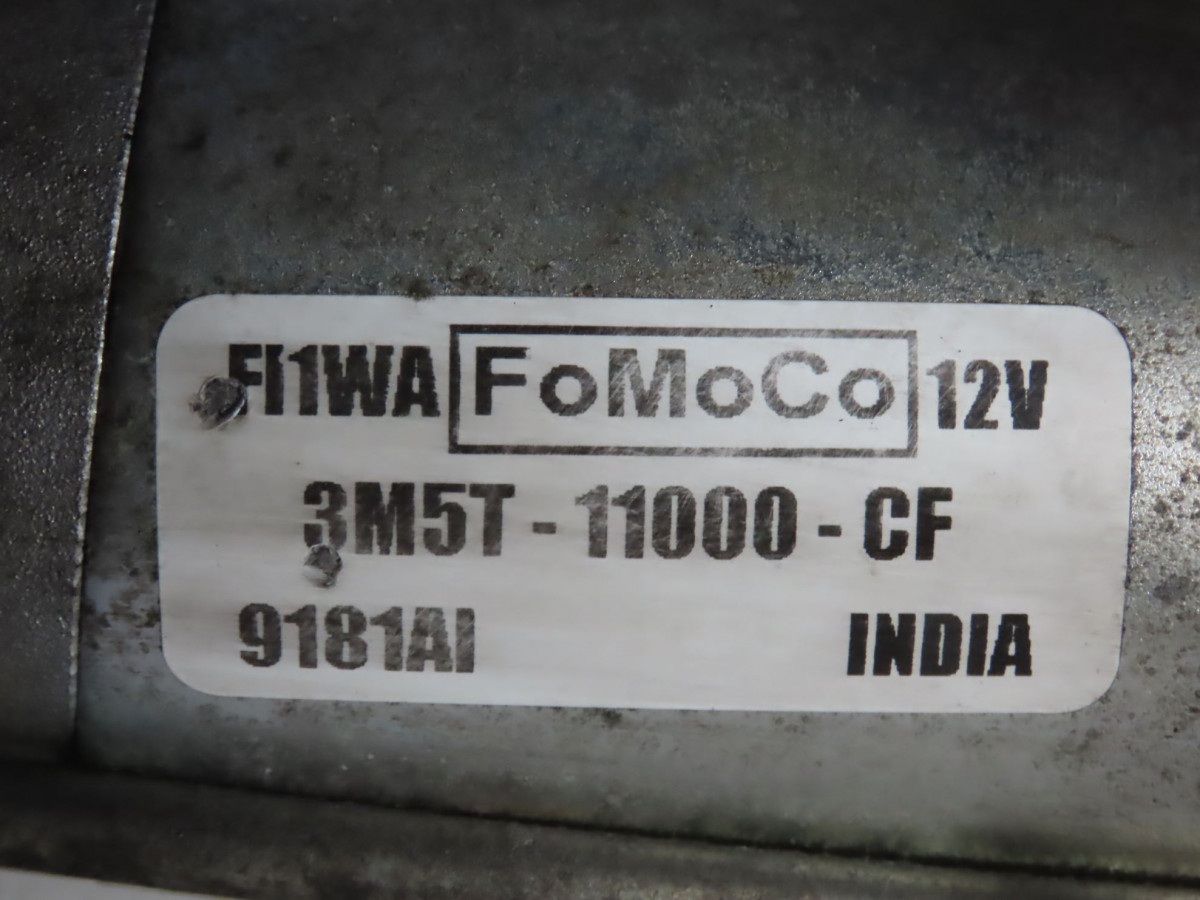 FI1WA FoMoCo 12V
3M5T - 11000 - CF
9181AI INDIA